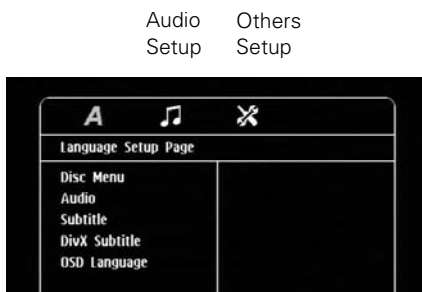 Audio Others
Setup Setup
A
Language Setup Page
Disc Menu
Audio
Subtitle
DivX Subtitle
OSD Language